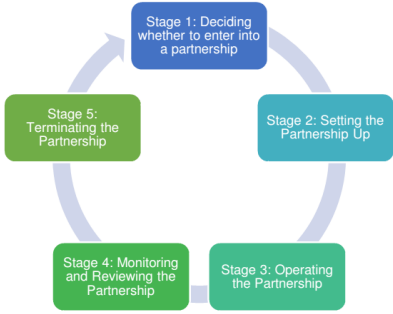 Stage 1: Deciding
whether to enter into
a partnership
Stage 2: Setting the
Partnership Up
Stage 3: Operating
the Partnership
Stage 4: Monitoring
and Reviewing the
Partnership
Stage 5:
Terminating the
Partnership